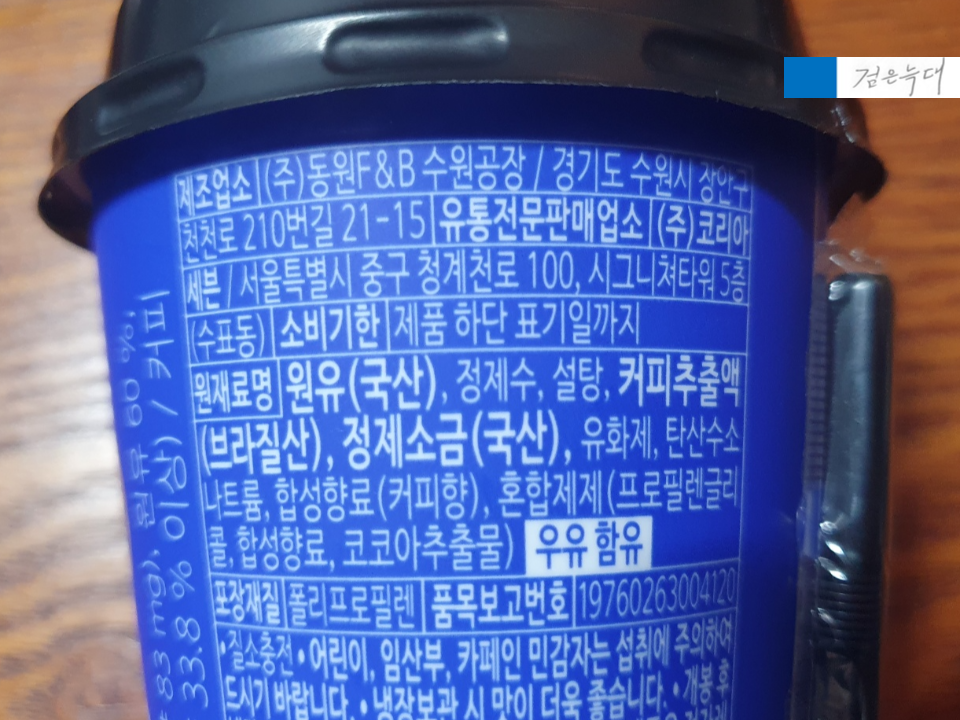 검은늑대
제조업소 (주)동원F&B 수원공장 / 경기도 수원시 장안구
천천로 210번길 21-15 유통전문판매업소 (주)코리아
세븐 / 서울특별시 중구 청계천로 100, 시그니쳐타워 5층
(수표동) 소비기한 제품 하단 표기일까지
원재료명 원유(국산), 정제수, 설탕, 커피추출액
(브라질산), 정제소금(국산), 유화제, 탄산수소
나트륨, 합성향료(커피향), 혼합제제(프로필렌글리
콜, 합성향료, 코코아추출물) 우유 함유
포장재질 폴리프로필렌 품목보고번호 19760263004120
•질소충전 •어린이, 임산부, 카페인 민감자는 섭취에 주의하여
드시기 바랍니다. •냉장보관 시 맛이 더욱 좋습니다. •개봉 후
83 mg), 원유 60 %,
33.8 % 이상) / 커피